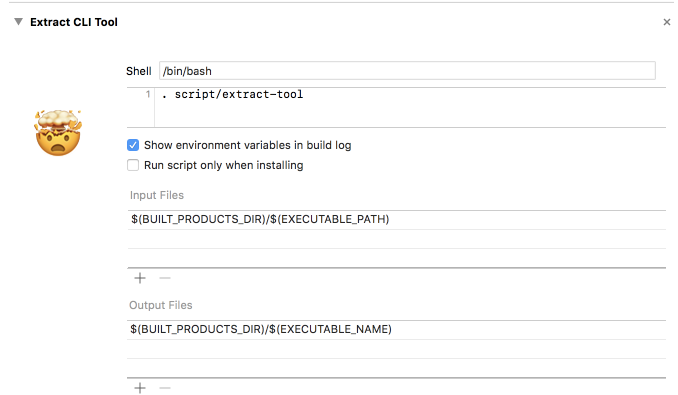 Extract CLI Tool
Shell /bin/bash
1 . script/extract-tool
Show environment variables in build log
Run script only when installing
Input Files
$(BUILT_PRODUCTS_DIR)/$(EXECUTABLE_PATH)
Output Files
$(BUILT_PRODUCTS_DIR)/$(EXECUTABLE_NAME)